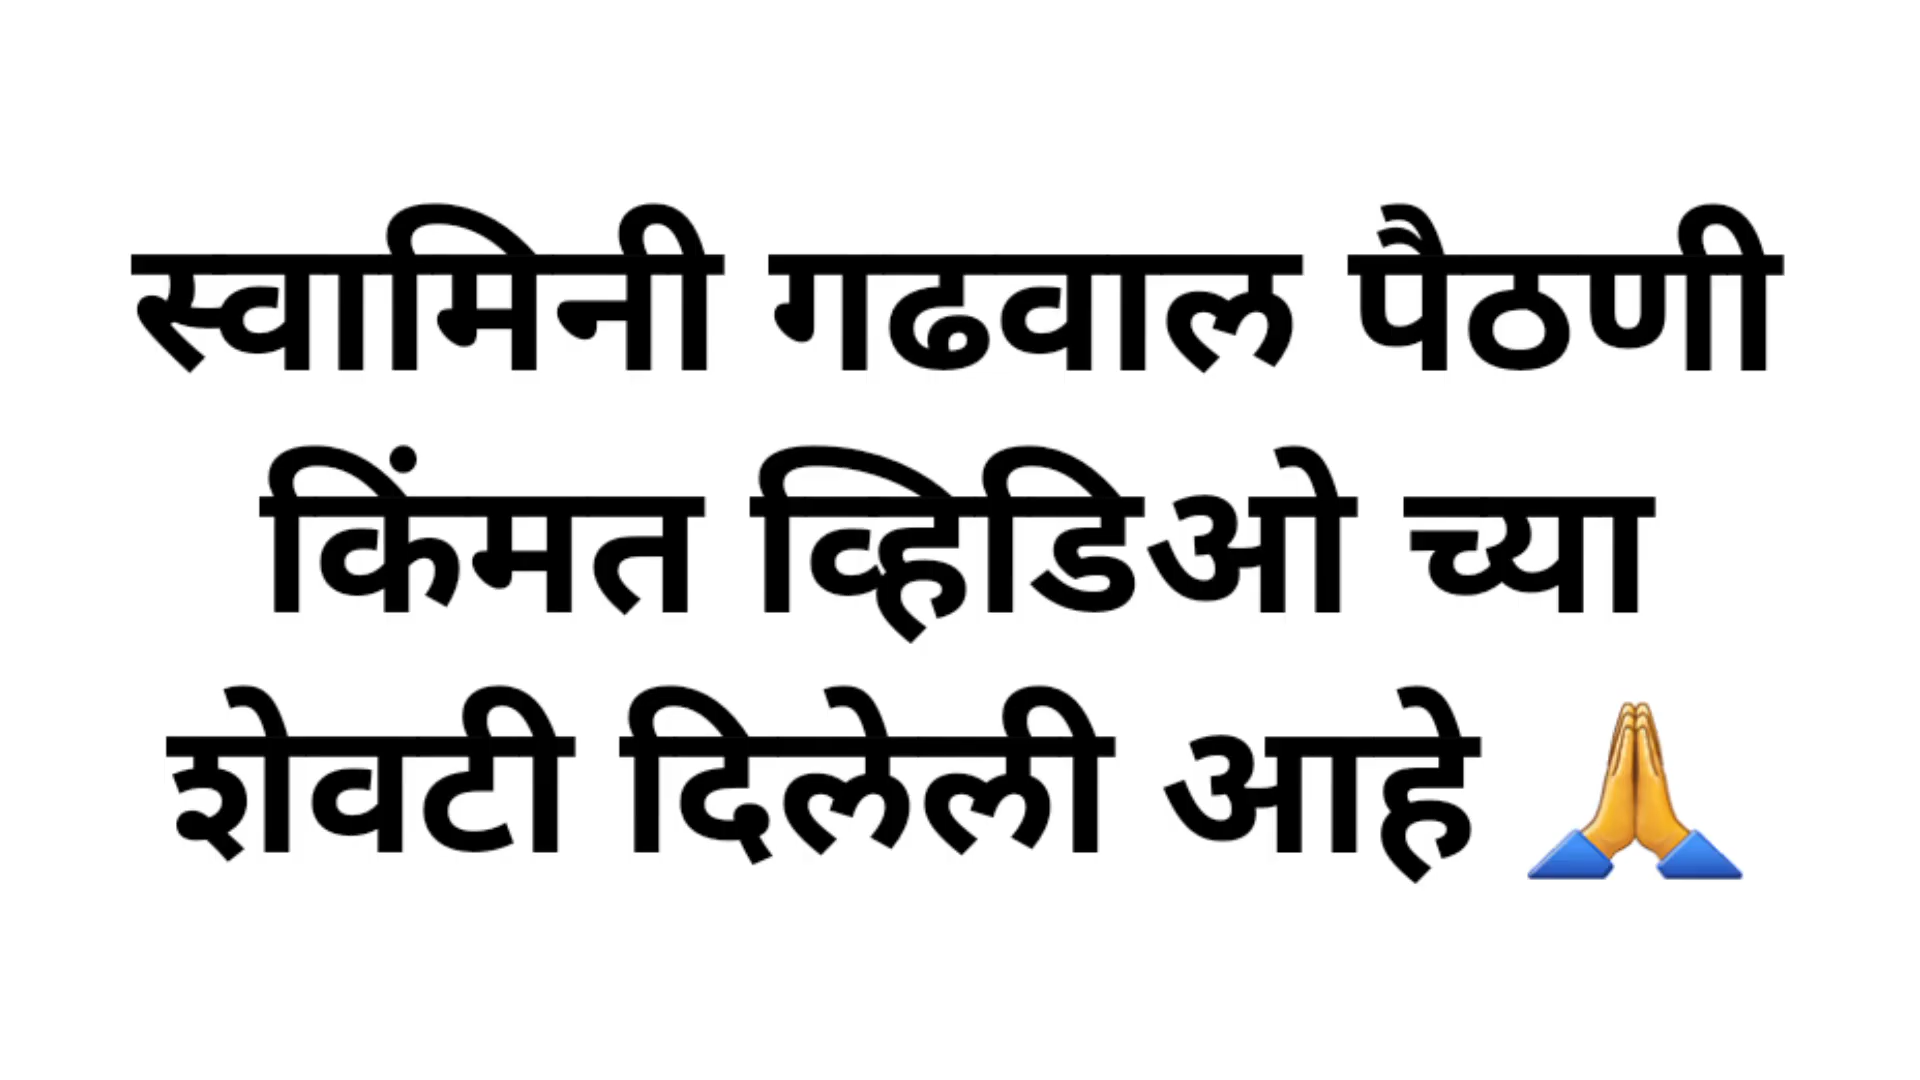 स्वामिनी गढवाल पैठणी
किंमत व्हिडिओ च्या
शेवटी दिलेली आहे 🙏